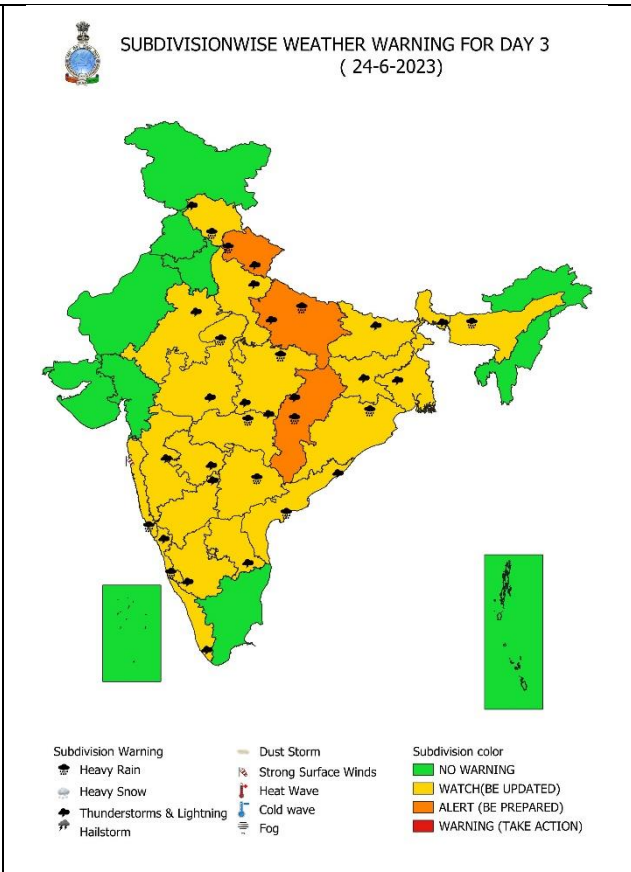 SUBDIVISIONWISE WEATHER WARNING FOR DAY 3
( 24-6-2023)
Subdivision Warning
Heavy Rain
Heavy Snow
Thunderstorms & Lightning
Hailstorm
Dust Storm
Strong Surface Winds
Heat Wave
Cold wave
Fog
Subdivision color
NO WARNING
WATCH(BE UPDATED)
ALERT (BE PREPARED)
WARNING (TAKE ACTION)